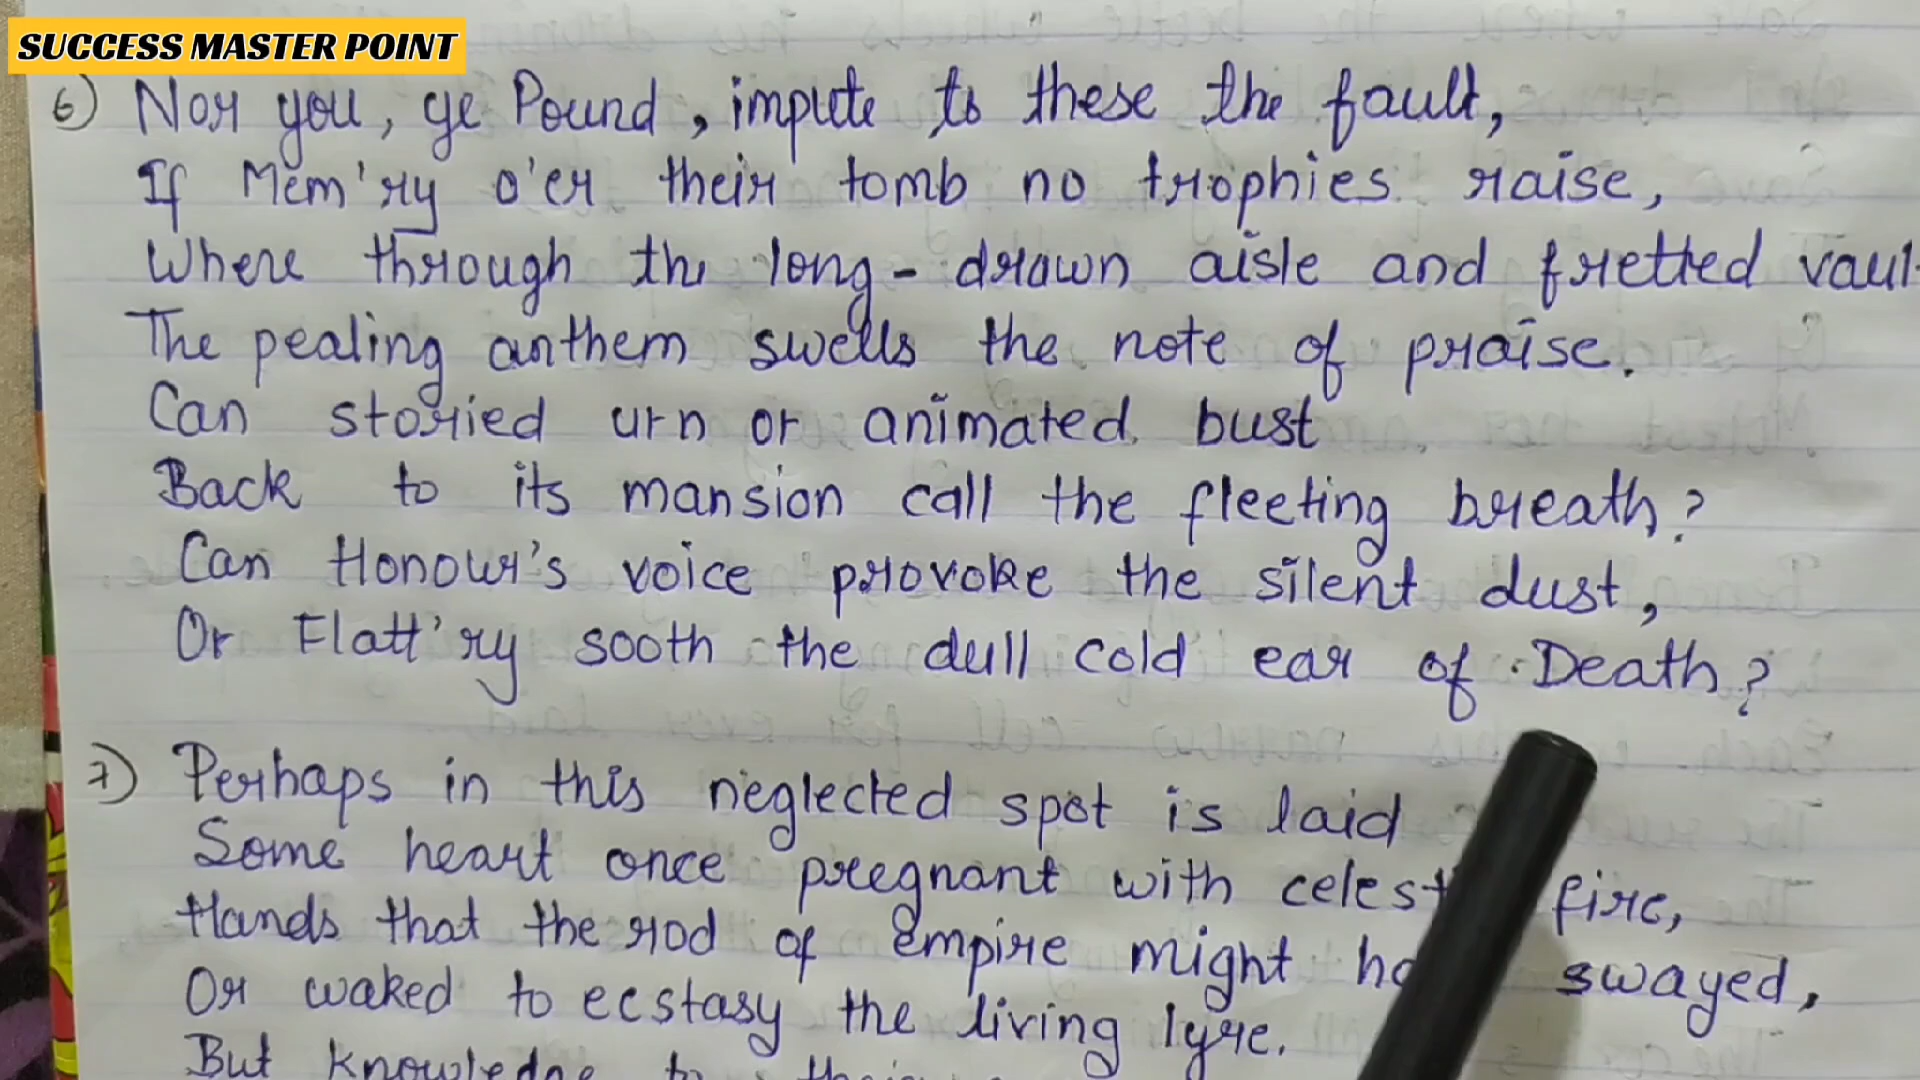 SUCCESS MASTER POINT
6) Nor you, ye Pound, impute to these the fault,
If Mem'ry o'er their tomb no trophies raise,
Where through the long-drawn aisle and fretted
The pealing anthem swells the note of praise.
Can storied urn or animated bust
Back to its mansion call the fleeting breath?
Can Honour's voice provoke the silent dust,
Or Flatt'ry sooth the dull cold ear of Death?
7) Perhaps in this neglected spot is laid
Some heart once pregnant with fire,
Hands that the rod of empire might swayed,
Or waked to ecstasy the living lyre.
But knowledge to